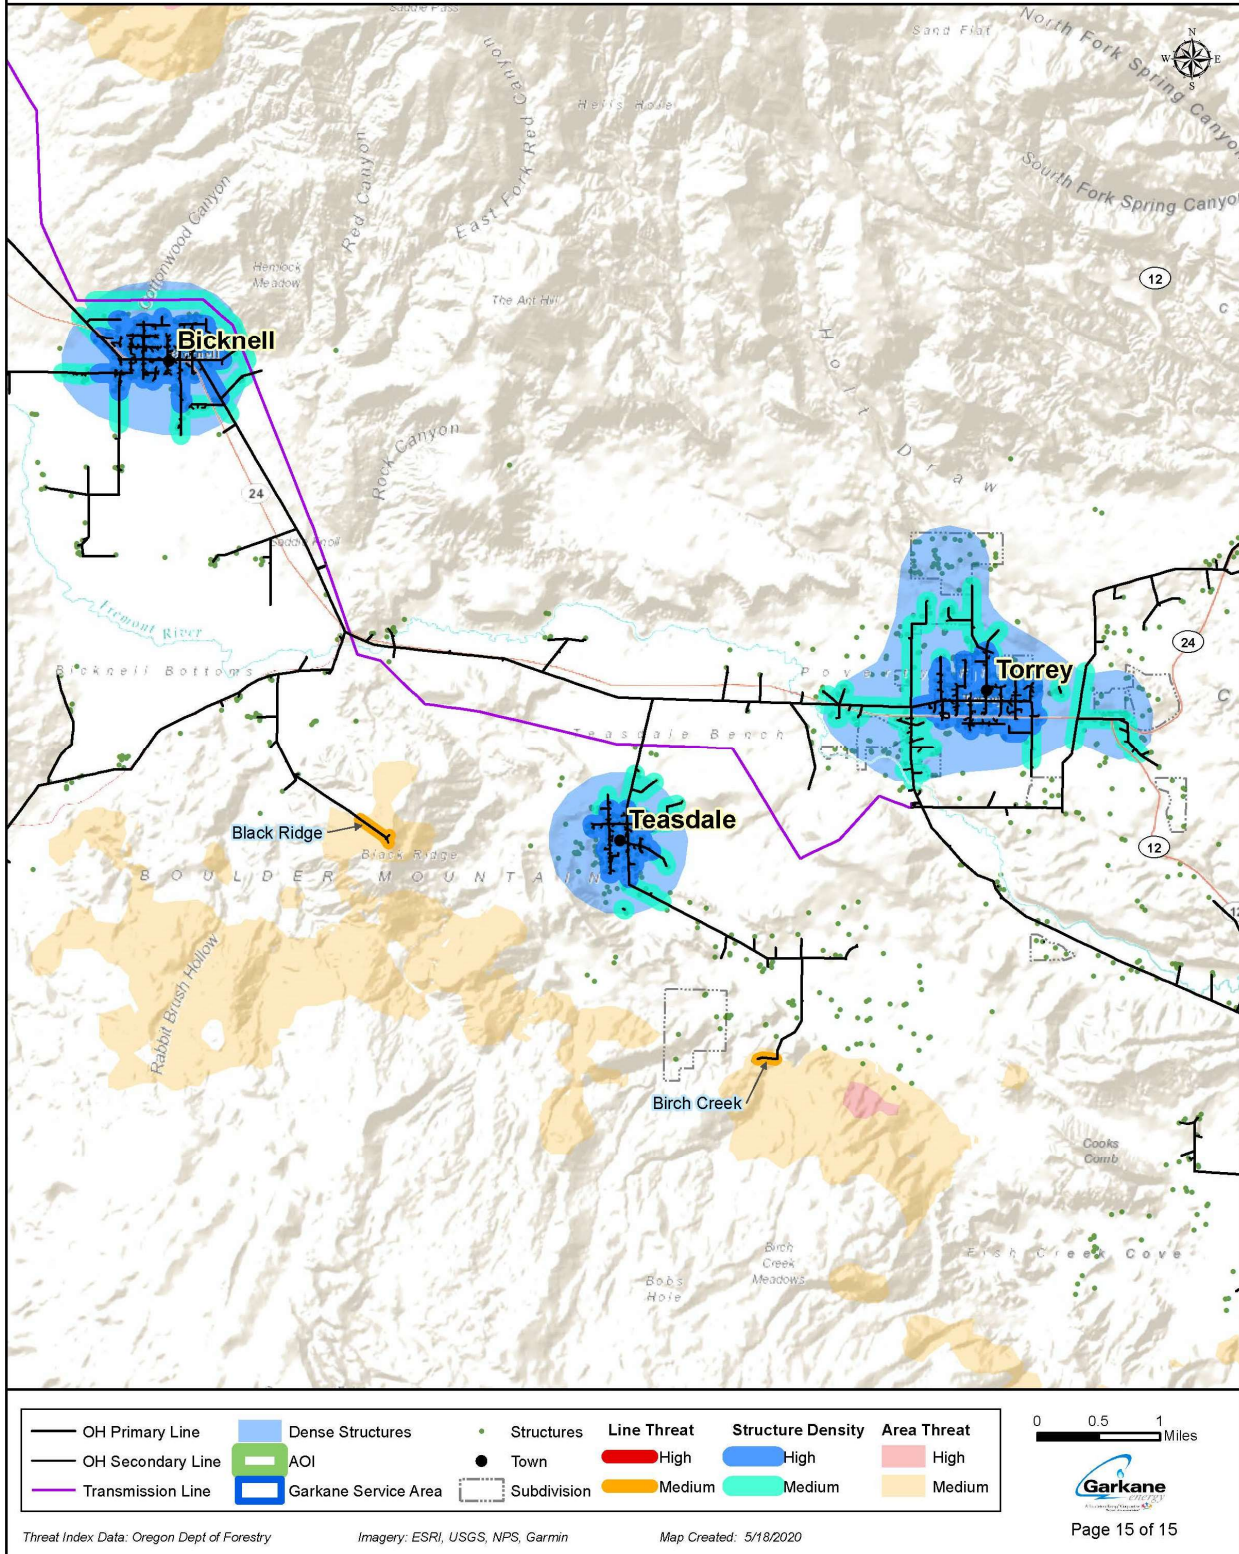 Saddle Pass
Sand Flat
North Fork Spring Canyon
N
W E
S
Hells Hole
East Fork Red Canyon
Red Canyon
South Fork Spring Canyon
Cottonwood Canyon
Hemlock
Meadow
12
The Ant Hill
Holt Draw
Bicknell
Rock Canyon
24
Saddle Knoll
Fremont River
24
Bicknell Bottoms
Torrey
Teasdale Bench
Teasdale
Black Ridge
Black Ridge
12
BOULDER MOUNTAIN
12
Rabbit Brush Hollow
Birch Creek
Cooks
Comb
Fish Creek Cove
Birch
Creek
Meadows
Bobs
Hole
OH Primary Line
OH Secondary Line
Transmission Line
Dense Structures
AOI
Garkane Service Area
Structures
Town
Subdivision
Line Threat
High
Medium
Structure Density
High
Medium
Area Threat
High
Medium
0 0.5 1
Miles
Garkane
energy
Page 15 of 15
Threat Index Data: Oregon Dept of Forestry
Imagery: ESRI, USGS, NPS, Garmin
Map Created: 5/18/2020